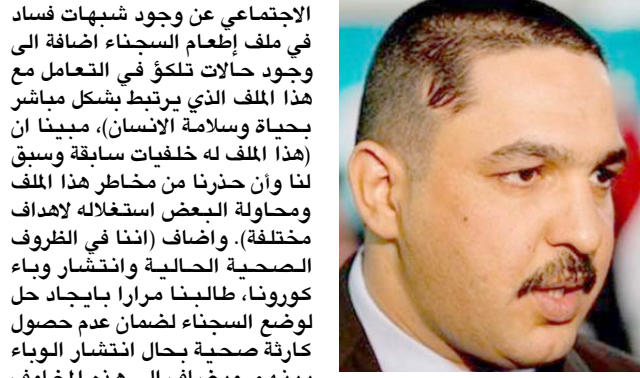 الاجتماعي عن وجود شبهات فساد
في ملف إطعام السجناء اضافة الى
وجود حالات تلكؤ في التعامل مع
هذا الملف الذي يرتبط بشكل مباشر
بحياة وسلامة الانسان)، مبينا ان
(هذا الملف له خلفيات سابقة وسبق
لنا وأن حذرنا من مخاطر هذا الملف
ومحاولة البعض استغلاله لاهداف
مختلفة). واضاف (اننا في الظروف
الصحية الحالية وانتشار وباء
كورونا، طالبنا مرارا بايجاد حل
لوضع السجناء لضمان عدم حصول
كارثة صحية بحال انتشار الوباء